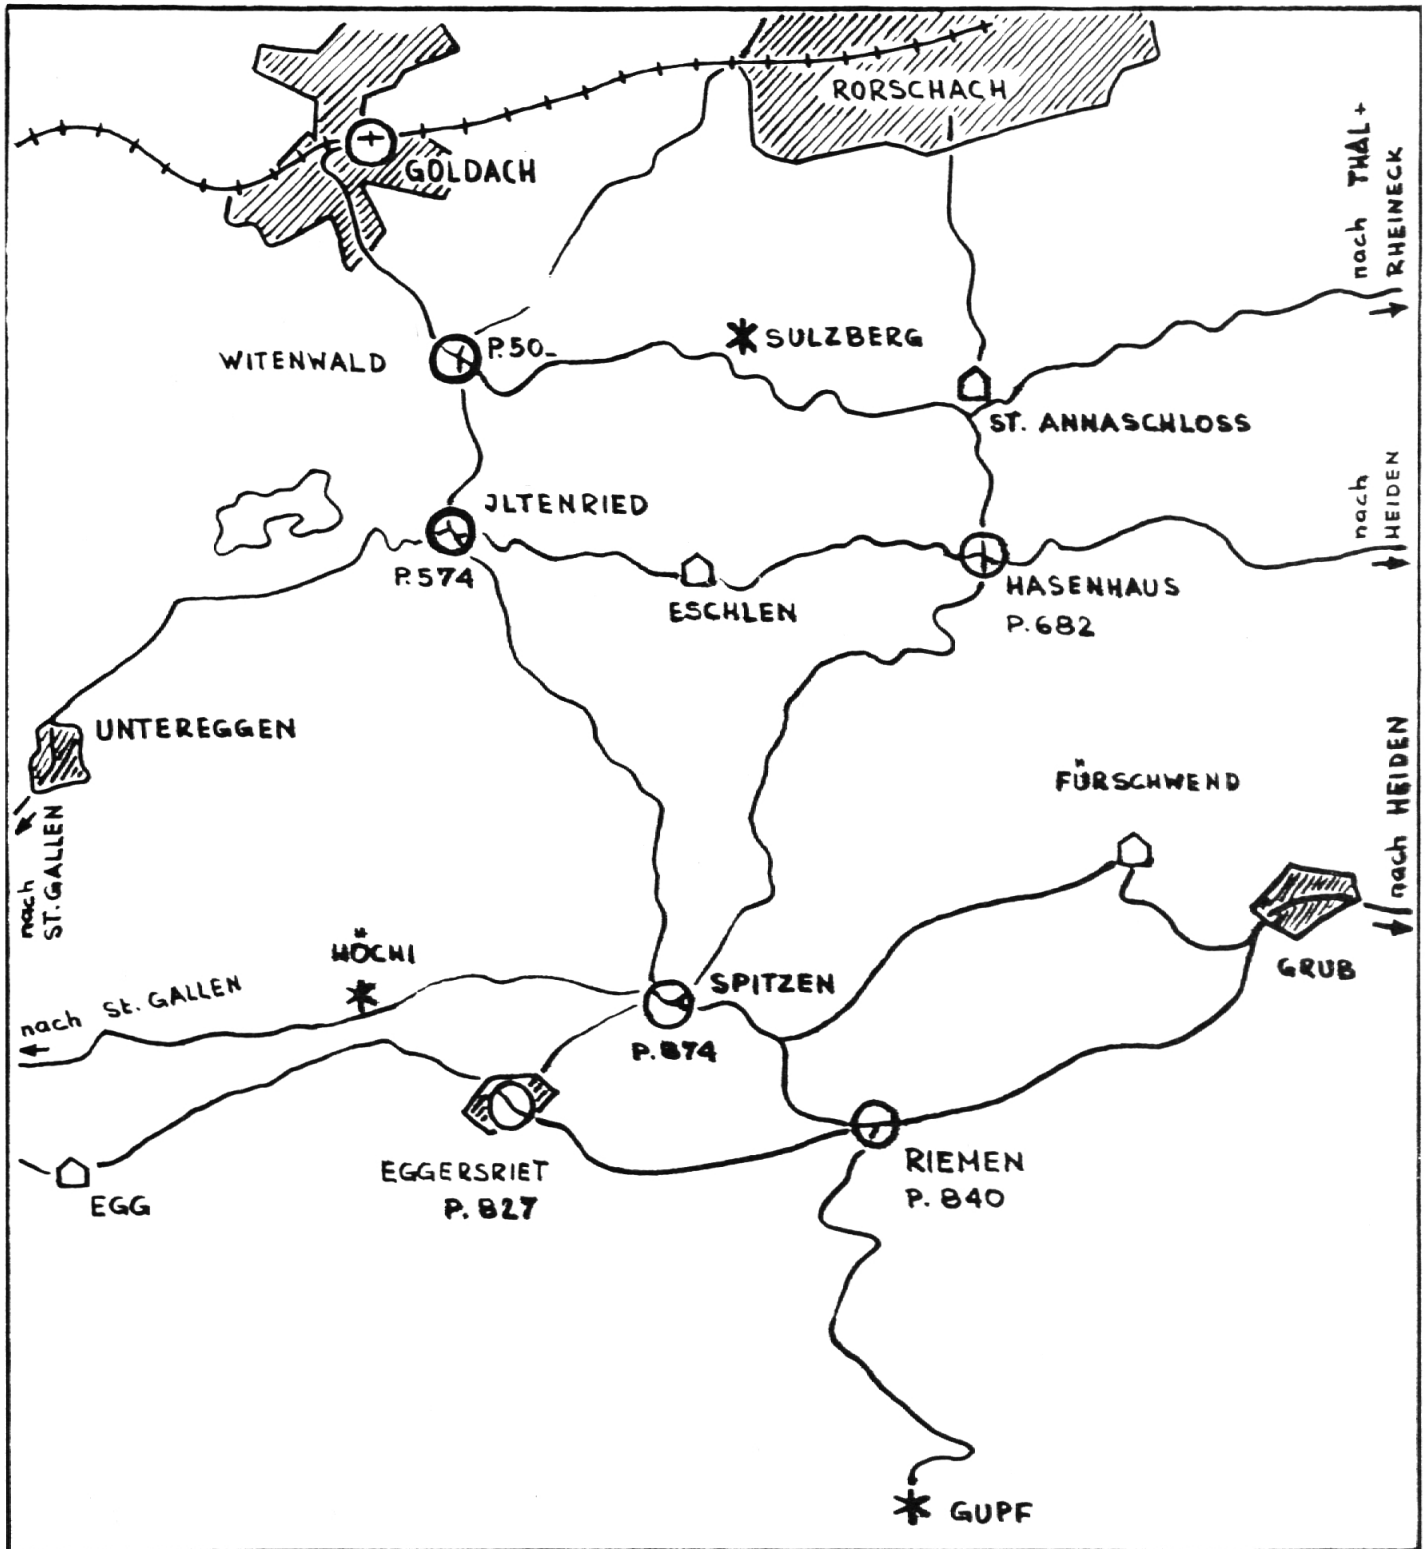 RORSCHACH
GOLDACH
nach THAL +
RHEINECK
WITENWALD
P.50_
SULZBERG
ST. ANNASCHLOSS
JLTENRIED
P.574
nach
HEIDEN
ESCHLEN
HASENHAUS
P.682
UNTEREGGEN
nach
ST. GALLEN
FÜRSCHWEND
nach HEIDEN
GRUB
HÖCHI
nach St. GALLEN
SPITZEN
P.874
EGG
EGGERSRIET
P. 827
RIEMEN
P. 840
GUPF